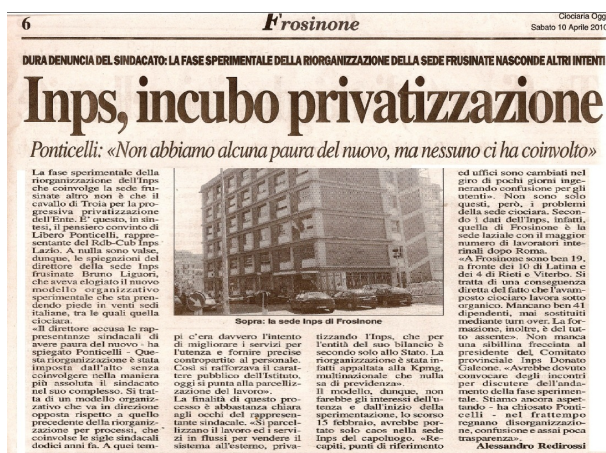 6
Frosinone
Ciociaria Oggi
Sabato 10 Aprile 2010
DURA DENUNCIA DEL SINDACATO: LA FASE SPERIMENTALE DELLA RIORGANIZZAZIONE DELLA SEDE FRUSINATE NASCONDE ALTRI INTENTI
Inps, incubo privatizzazione
Ponticelli: «Non abbiamo alcuna paura del nuovo, ma nessuno ci ha coinvolto»
La fase sperimentale della
riorganizzazione dell'Inps
che coinvolge la sede fru-
sinate altro non è che il
cavallo di Troia per la pro-
gressiva privatizzazione
dell'Ente. E' questo, in sin-
tesi, il pensiero convinto di
Libero Ponticelli, rappre-
sentante del Rdb-Cub Inps
Lazio. A nulla sono valse,
dunque, le spiegazioni del
direttore della sede Inps
frusinate Bruno Liguori,
che aveva elogiato il nuovo
modello organizzativo
sperimentale che sta pren-
dendo piede in venti sedi
italiane, tra le quali quella
ciociara.
«Il direttore accusa le rap-
presentanze sindacali di
avere paura del nuovo - ha
spiegato Ponticelli - Que-
sta riorganizzazione è stata
imposta dall'alto senza
coinvolgere nella maniera
più assoluta il sindacato
nel suo complesso. Si trat-
ta di un modello organiz-
zativo che va in direzione
opposta rispetto a quello
precedente della riorganiz-
zazione per processi, che
coinvolse le sigle sindacali
dodici anni fa. A quei tem-
Sopra: la sede Inps di Frosinone
pi c'era davvero l'intento
di migliorare i servizi per
l'utenza e fornire precise
contropartite al personale.
Così si rafforzava il carat-
tere pubblico dell'Istituto,
oggi si punta alla parcelliz-
zazione del lavoro».
La finalità di questo pro-
cesso è abbastanza chiara
agli occhi del rappresen-
tante sindacale. «Si parcel-
lizzano il lavoro ed i servi-
zi in flussi per vendere il
sistema all'esterno, priva-
tizzando l'Inps, che per
l'entità del suo bilancio è
secondo solo allo Stato. La
riorganizzazione è stata in-
fatti appaltata alla Kpmg,
multinazionale che nulla
sa di previdenza».
Il modello, dunque, non
farebbe gli interessi dell'u-
tenza e dall'inizio della
sperimentazione, lo scorso
15 febbraio, avrebbe por-
tato solo caos nella sede
Inps del capoluogo. «Re-
capiti, punti di riferimento
ed uffici sono cambiati nel
giro di pochi giorni inge-
nerando confusione per gli
utenti». Non sono solo
questi, però, i problemi
della sede ciociara. Secon-
do i dati dell'Inps, infatti,
quella di Frosinone è la
sede laziale con il maggior
numero di lavoratori inte-
rinali dopo Roma.
«A Frosinone sono ben 19,
a fronte dei 10 di Latina e
dei 4 di Rieti e Viterbo. Si
tratta di una conseguenza
diretta del fatto che l'avam-
posto ciociaro lavora sotto
organico. Mancano ben 41
dipendenti, mai sostituiti
mediante turn over. La for-
mazione, inoltre, è del tut-
to assente». Non manca
una sibillina frecciata al
presidente del Comitato
provinciale Inps Donato
Galeone. «Avrebbe dovuto
convocare degli incontri
per discutere dell'anda-
mento della fase sperimen-
tale. Stiamo ancora aspet-
tando - ha chiosato Ponti-
celli - nel frattempo
regnano disorganizzazio-
ne, confusione e assai poca
trasparenza».
Alessandro Redirossi